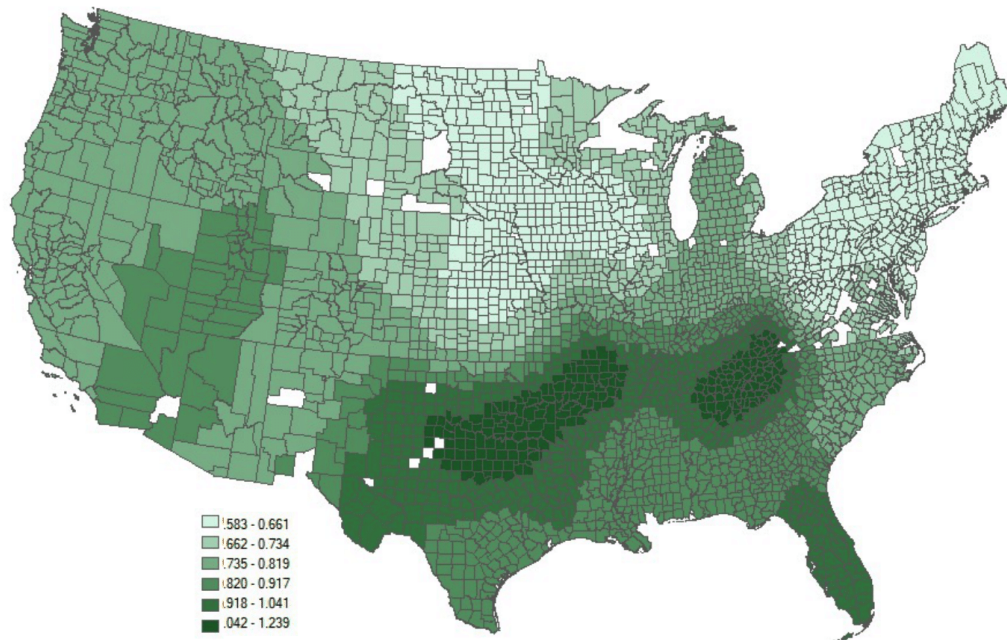 .583 - 0.661
.662 - 0.734
.735 - 0.819
.820 - 0.917
.918 - 1.041
.042 - 1.239